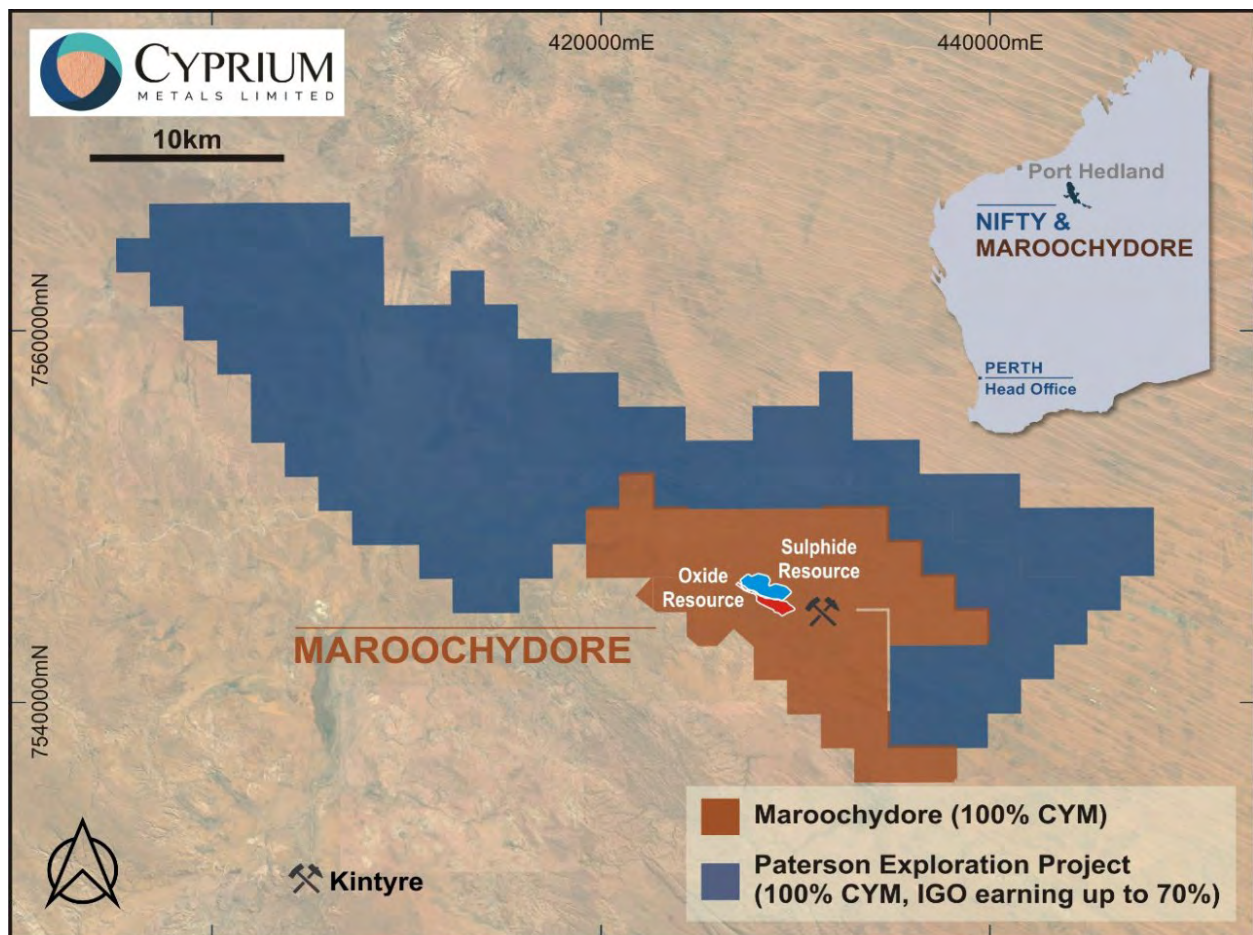 CYPRIUM
METALS LIMITED
10km
420000mE
440000mE
7560000mN
7540000mN
Port Hedland
NIFTY &
MAROOCHYDORE
PERTH
Head Office
Sulphide
Resource
Oxide
Resource
MAROOCHYDORE
Kintyre
Maroochydore (100% CYM)
Paterson Exploration Project
(100% CYM, IGO earning up to 70%)